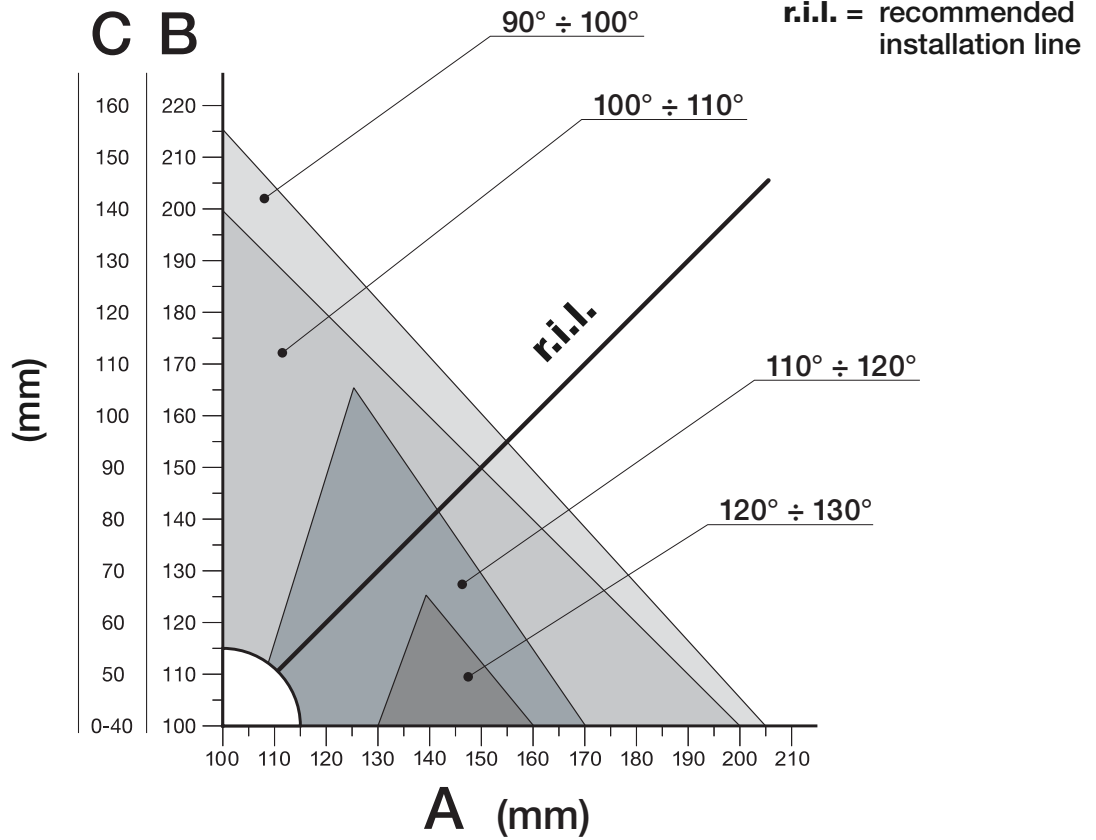 C B
90° ÷ 100°
r.i.l. = recommended
installation line
100° ÷ 110°
160 220
150 210
140 200
130 190
120 180
110 170
100 160
90 150
80 140
70 130
60 120
50 110
0-40 100
(mm)
r.i.l.
110° ÷ 120°
120° ÷ 130°
100 110 120 130 140 150 160 170 180 190 200 210
A (mm)